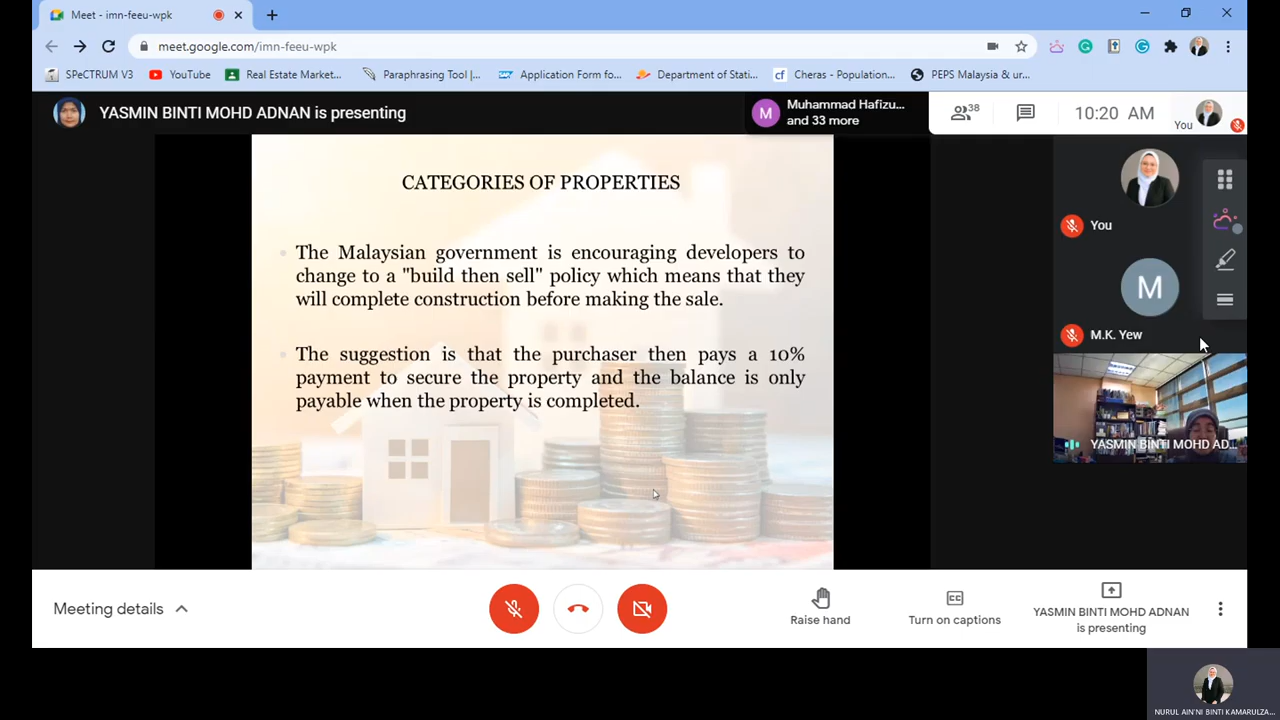 Meet - imn-feeu-wpk
meet.google.com/imn-feeu-wpk
SPeCTRUM V3
YouTube
Real Estate Market...
Paraphrasing Tool |...
Application Form fo...
Department of Stati...
Cheras - Population...
PEPS Malaysia & ur...
YASMIN BINTI MOHD ADNAN is presenting
M
Muhammad Hafizu...
and 33 more
38
10:20 AM
You
CATEGORIES OF PROPERTIES
The Malaysian government is encouraging developers to
change to a "build then sell" policy which means that they
will complete construction before making the sale.
The suggestion is that the purchaser then pays a 10%
payment to secure the property and the balance is only
payable when the property is completed.
You
M
M.K. Yew
YASMIN BINTI MOHD AD...
Meeting details
Raise hand
CC
Turn on captions
YASMIN BINTI MOHD ADNAN
is presenting
NURUL AIN'NI BINTI KAMARULZA...